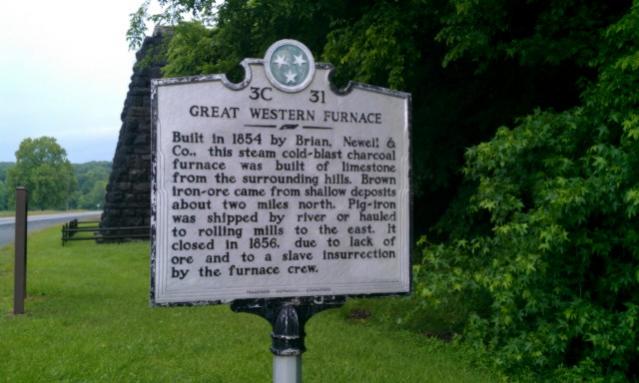 3C 31
GREAT WESTERN FURNACE
Built in 1854 by Brian, Newell &
Co., this steam cold-blast charcoal
furnace was built of limestone
from the surrounding hills. Brown
iron-ore came from shallow deposits
about two miles north. Pig-iron
was shipped by river or hauled
to rolling mills to the east. It
closed in 1856, due to lack of
ore and to a slave insurrection
by the furnace crew.
TENNESSEE HISTORICAL COMMISSION